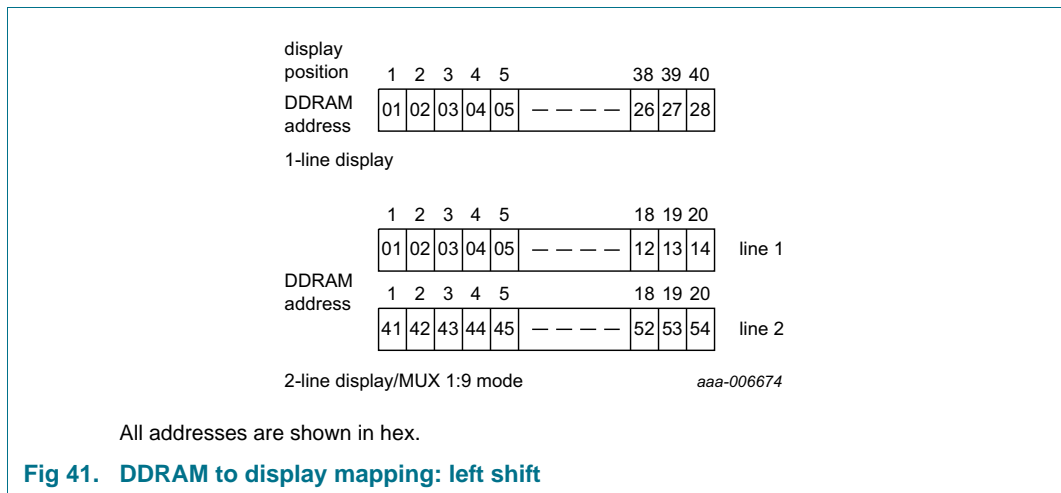 display
position 1 2 3 4 5 38 39 40
DDRAM
address 01 02 03 04 05 — — — — 26 27 28
1-line display
1 2 3 4 5 18 19 20
01 02 03 04 05 — — — — 12 13 14 line 1
DDRAM
address
1 2 3 4 5 18 19 20
41 42 43 44 45 — — — — 52 53 54 line 2
2-line display/MUX 1:9 mode aaa-006674
All addresses are shown in hex.
Fig 41. DDRAM to display mapping: left shift